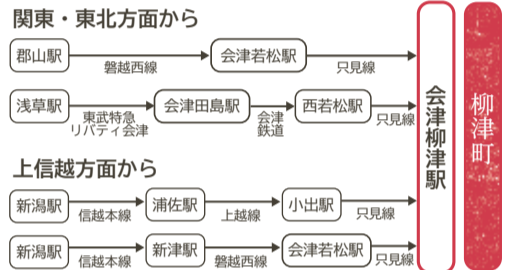 関東・東北方面から
郡山駅
磐越西線
会津若松駅
只見線
浅草駅
東武特急
リバティ会津
会津田島駅
会津
鉄道
西若松駅
只見線
上信越方面から
新潟駅
信越本線
浦佐駅
上越線
小出駅
只見線
新潟駅
信越本線
新津駅
磐越西線
会津若松駅
只見線
会津柳津駅
柳津町